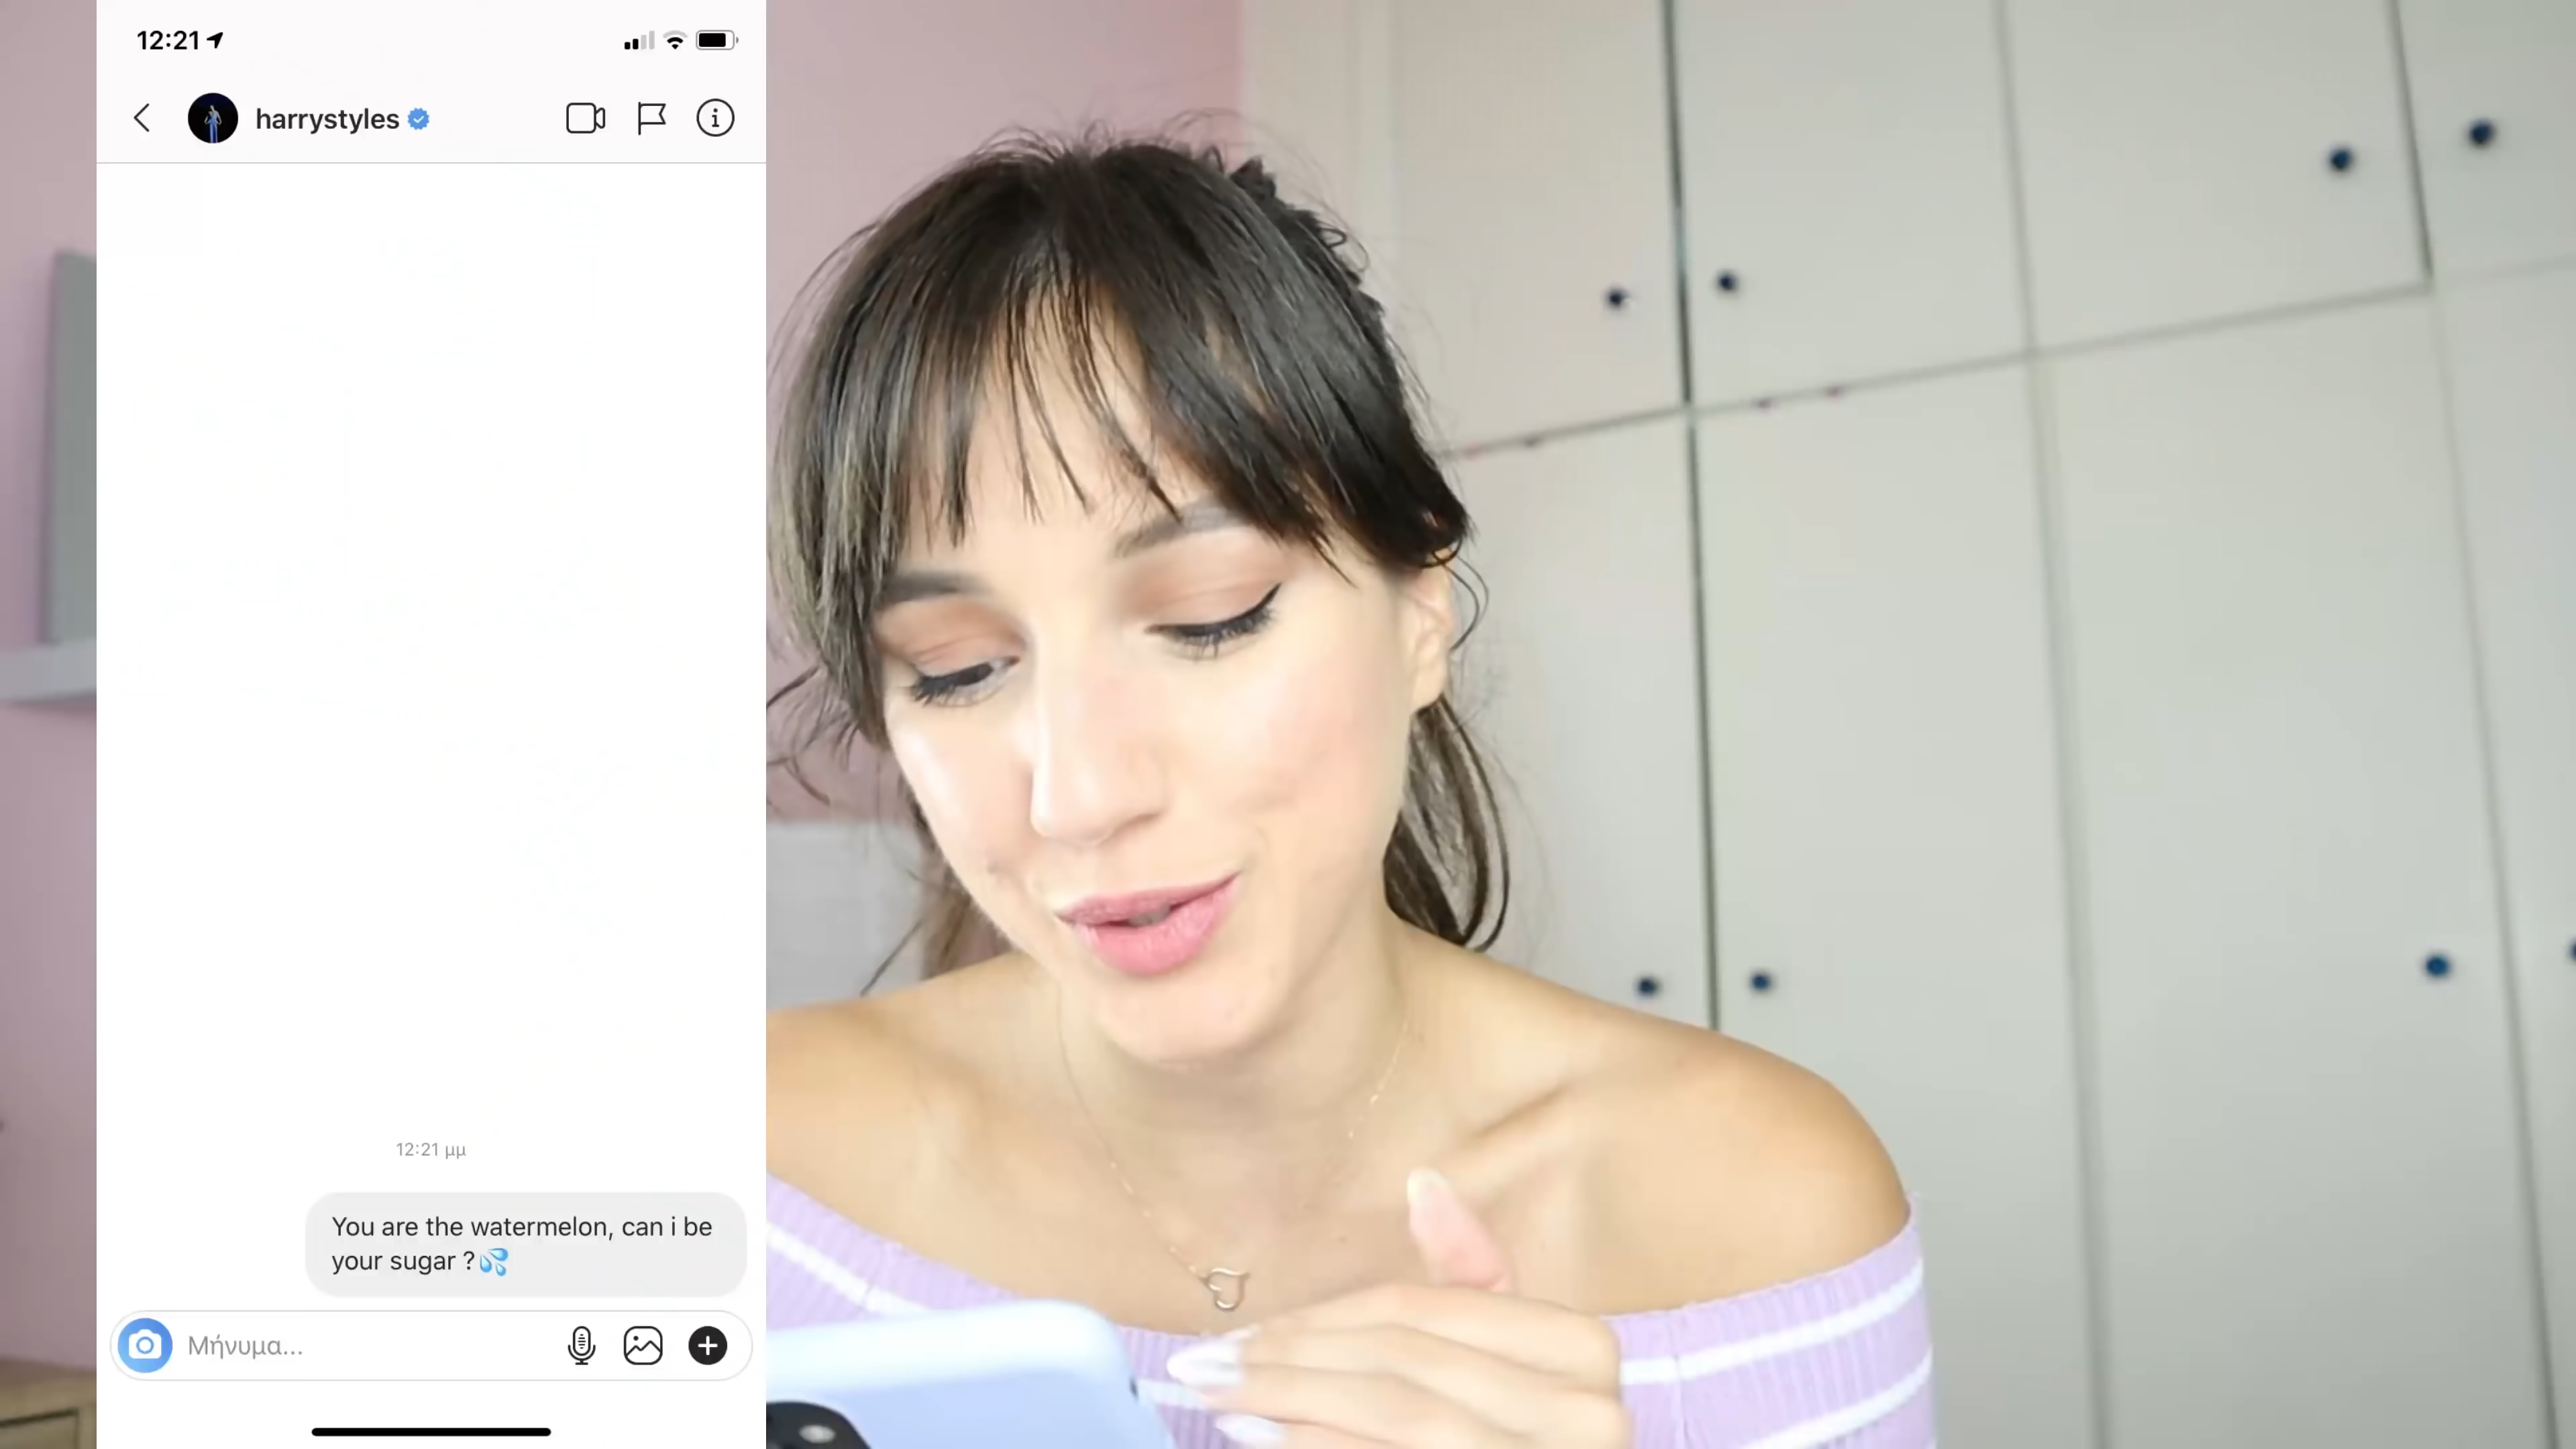 12:21
harrystyles
12:21 μμ
You are the watermelon, can i be
your sugar ?💦
Μήνυμα...